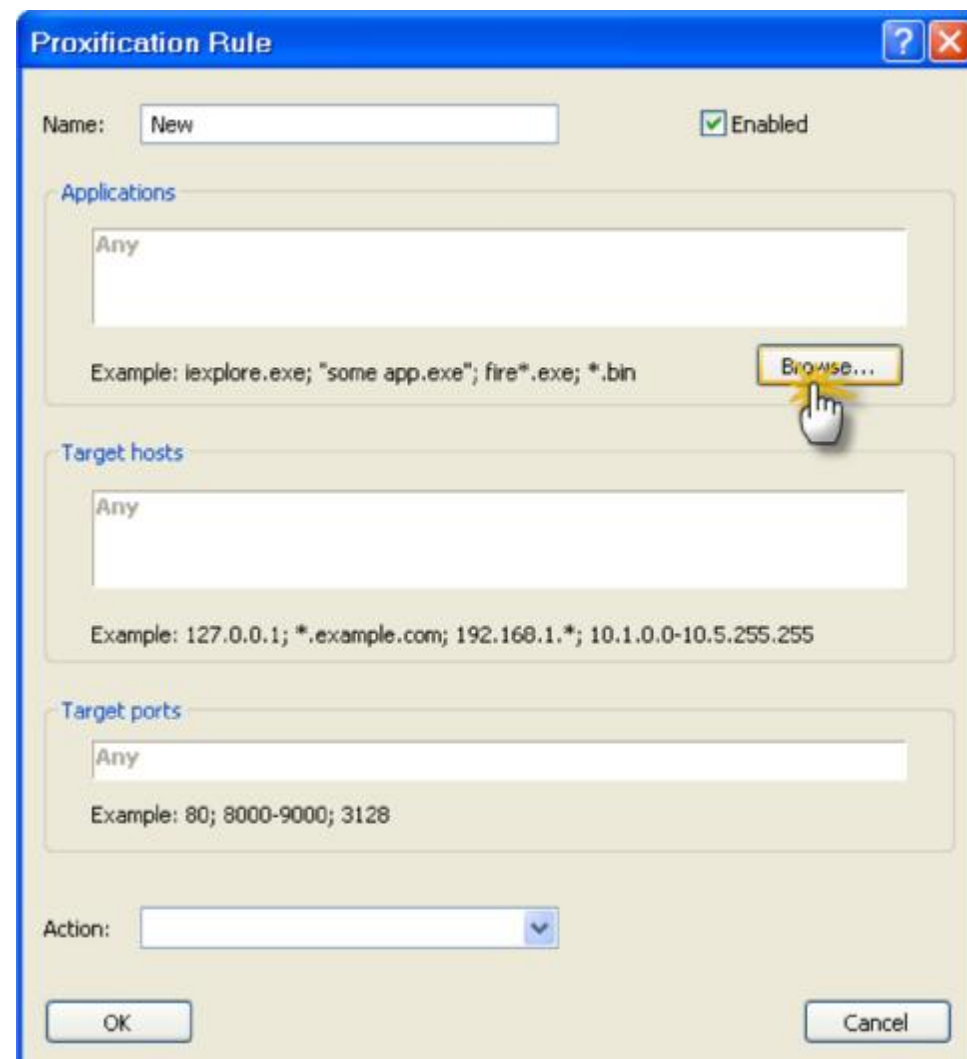 Proxification Rule
Name: New Enabled
Applications
Any
Example: iexplore.exe; "some app.exe"; fire*.exe; *.bin
Browse...
Target hosts
Any
Example: 127.0.0.1; *.example.com; 192.168.1.*; 10.1.0.0-10.5.255.255
Target ports
Any
Example: 80; 8000-9000; 3128
Action:
OK Cancel